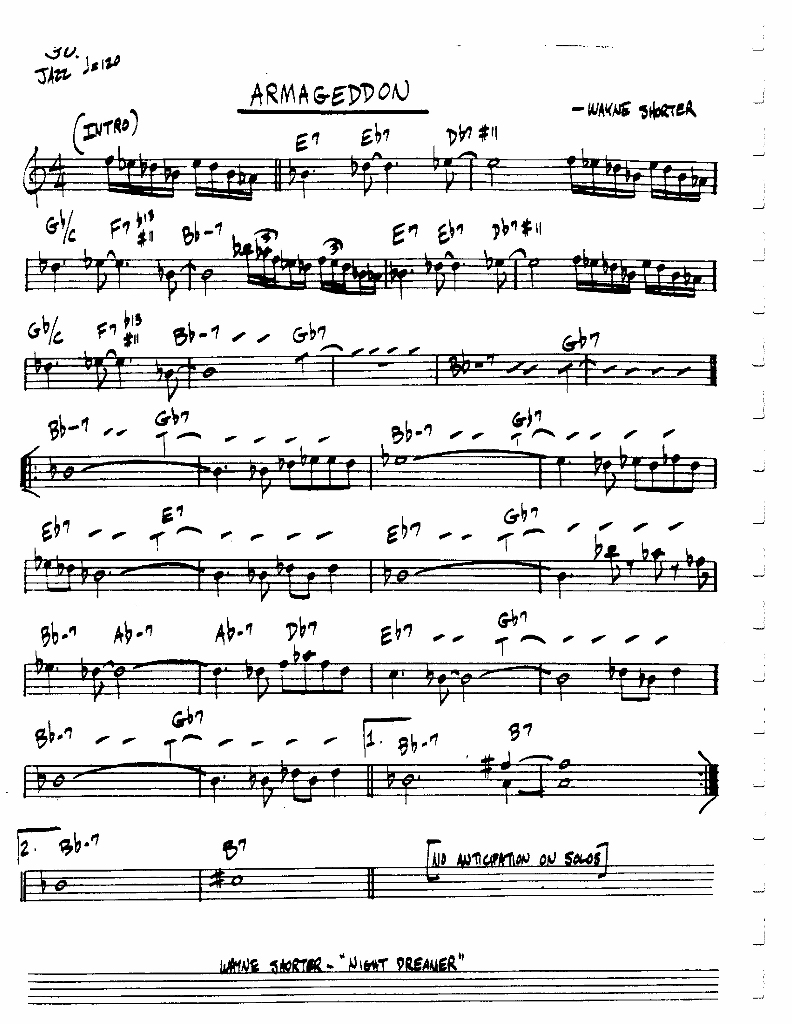 30.
JAZZ ♩=120
ARMAGEDDON
- WAYNE SHORTER
(INTRO)
E7 Eb7 Db7 #11
4
4
Gb/C F7 b13 #11 Bb-7 E7 Eb7 Db7 #11
3 3
Gb/C F7 b13 #11 Bb-7 Gb7 Bb-7 Gb7
Bb-7 Gb7 Bb-7 Gb7
Eb7 E7 Eb7 Gb7
Bb-7 Ab-7 Ab-7 Db7 Eb7 Gb7
Bb-7 Gb7 1. Bb-7 B7
2. Bb-7 B7
[NO ANTICIPATION ON SOLOS]
WAYNE SHORTER - "NIGHT DREAMER"